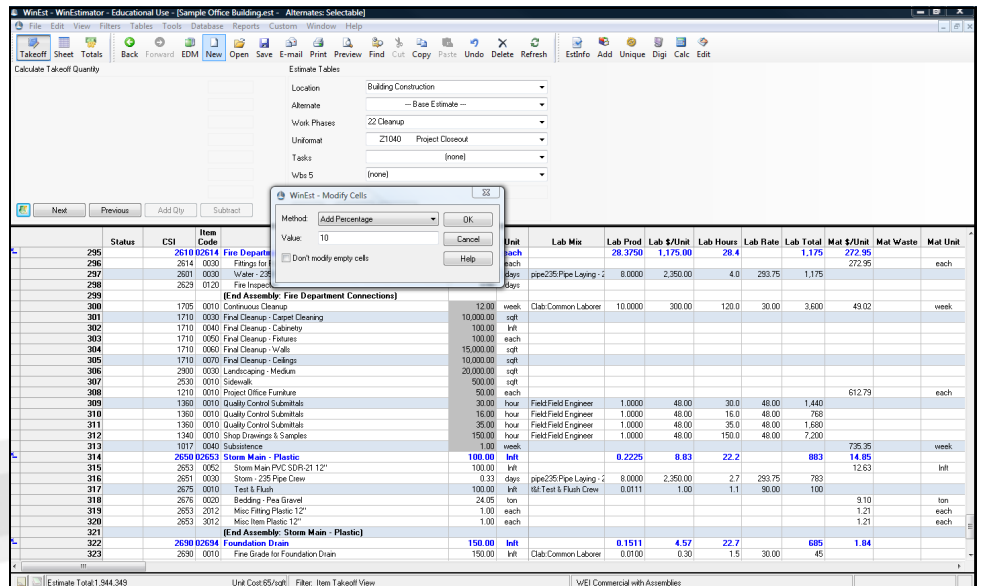 WinEst - WinEstimator - Educational Use - [Sample Office Building.est - Alternates: Selectable]
File Edit View Filters Tables Tools Database Reports Custom Window Help
Takeoff Sheet Totals Back Forward EDM New Open Save E-mail Print Preview Find Cut Copy Paste Undo Delete Refresh EstInfo Add Unique Digi Calc Edit
Calculate Takeoff Quantity Estimate Tables
Location Building Construction
Alternate --- Base Estimate ---
Work Phases 22 Cleanup
Uniformat Z1040 Project Closeout
Tasks (none)
Wbs 5 (none)
Next Previous Add Qty Subtract
WinEst - Modify Cells
Method: Add Percentage OK
Value: 10 Cancel
Don't modify empty cells Help
Status CSI Item Code Unit Lab Mix Lab Prod Lab $/Unit Lab Hours Lab Rate Lab Total Mat $/Unit Mat Waste Mat Unit
295 2610 02614 Fire Departm each 28.3750 1,175.00 28.4 1,175 272.95
296 2614 0030 Fittings for each 272.95 each
297 2601 0030 Water - 235 days pipe235:Pipe Laying - 2 8.0000 2,350.00 4.0 293.75 1,175
298 2629 0120 Fire Inspect days
299 (End Assembly: Fire Department Connections)
300 1705 0010 Continuous Cleanup 12.00 week Clab:Common Laborer 10.0000 300.00 120.0 30.00 3,600 49.02 week
301 1710 0030 Final Cleanup - Carpet Cleaning 10,000.00 sqft
302 1710 0040 Final Cleanup - Cabinetry 100.00 lnft
303 1710 0050 Final Cleanup - Fixtures 100.00 each
304 1710 0060 Final Cleanup - Walls 15,000.00 sqft
305 1710 0070 Final Cleanup - Ceilings 10,000.00 sqft
306 2900 0030 Landscaping - Medium 20,000.00 sqft
307 2530 0010 Sidewalk 500.00 sqft
308 1210 0010 Project Office Furniture 50.00 each 612.79 each
309 1360 0010 Quality Control Submittals 30.00 hour Field:Field Engineer 1.0000 48.00 30.0 48.00 1,440
310 1360 0010 Quality Control Submittals 16.00 hour Field:Field Engineer 1.0000 48.00 16.0 48.00 768
311 1360 0010 Quality Control Submittals 35.00 hour Field:Field Engineer 1.0000 48.00 35.0 48.00 1,680
312 1340 0010 Shop Drawings & Samples 150.00 hour Field:Field Engineer 1.0000 48.00 150.0 48.00 7,200
313 1017 0040 Subsistence 1.00 week 735.35 week
314 2650 02653 Storm Main - Plastic 100.00 lnft 0.2225 8.83 22.2 883 14.85
315 2653 0052 Storm Main PVC SDR-21 12" 100.00 lnft 12.63 lnft
316 2651 0030 Storm - 235 Pipe Crew 0.33 days pipe235:Pipe Laying - 2 8.0000 2,350.00 2.7 293.75 783
317 2675 0010 Test & Flush 100.00 lnft t&f:Test & Flush Crew 0.0111 1.00 1.1 90.00 100
318 2676 0020 Bedding - Pea Gravel 24.05 ton 9.10 ton
319 2653 2012 Misc Fitting Plastic 12" 1.00 each 1.21 each
320 2653 3012 Misc Item Plastic 12" 1.00 each 1.21 each
321 (End Assembly: Storm Main - Plastic)
322 2690 02694 Foundation Drain 150.00 lnft 0.1511 4.57 22.7 685 1.84
323 2690 0010 Fine Grade for Foundation Drain 150.00 lnft Clab:Common Laborer 0.0100 0.30 1.5 30.00 45
Estimate Total:1,944,349 Unit Cost:65/sqft Filter: Item Takeoff View WEI Commercial with Assemblies